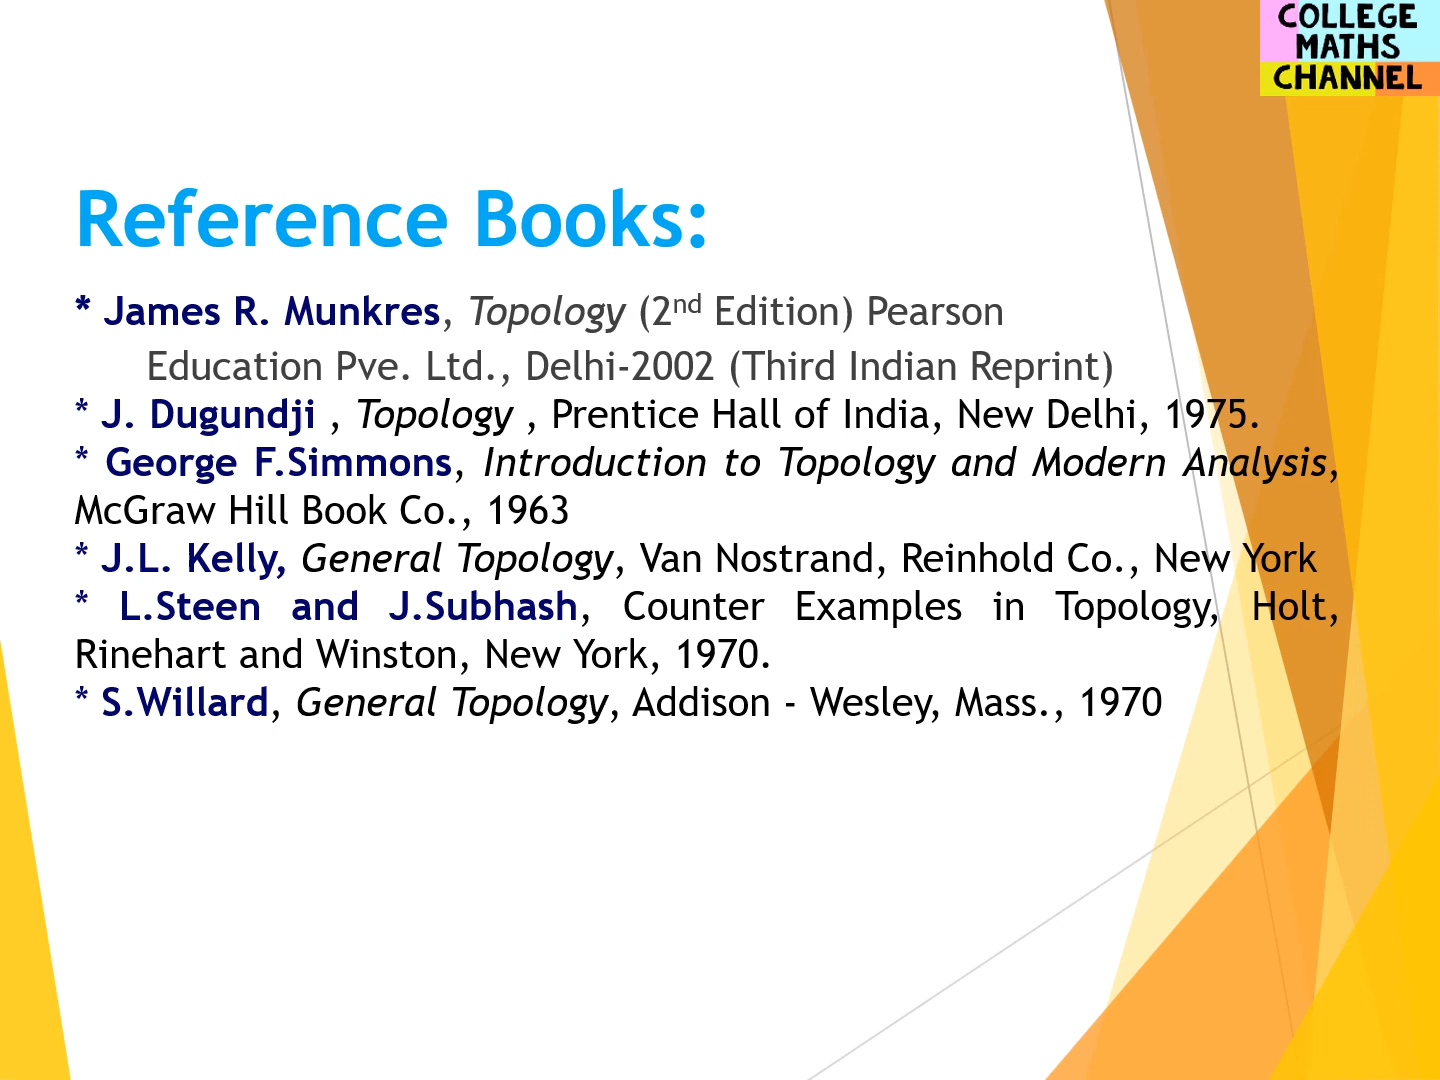 COLLEGE
MATHS
CHANNEL
Reference Books:
* James R. Munkres, Topology (2nd Edition) Pearson
Education Pve. Ltd., Delhi-2002 (Third Indian Reprint)
* J. Dugundji , Topology , Prentice Hall of India, New Delhi, 1975.
* George F.Simmons, Introduction to Topology and Modern Analysis,
McGraw Hill Book Co., 1963
* J.L. Kelly, General Topology, Van Nostrand, Reinhold Co., New York
* L.Steen and J.Subhash, Counter Examples in Topology, Holt,
Rinehart and Winston, New York, 1970.
* S.Willard, General Topology, Addison - Wesley, Mass., 1970